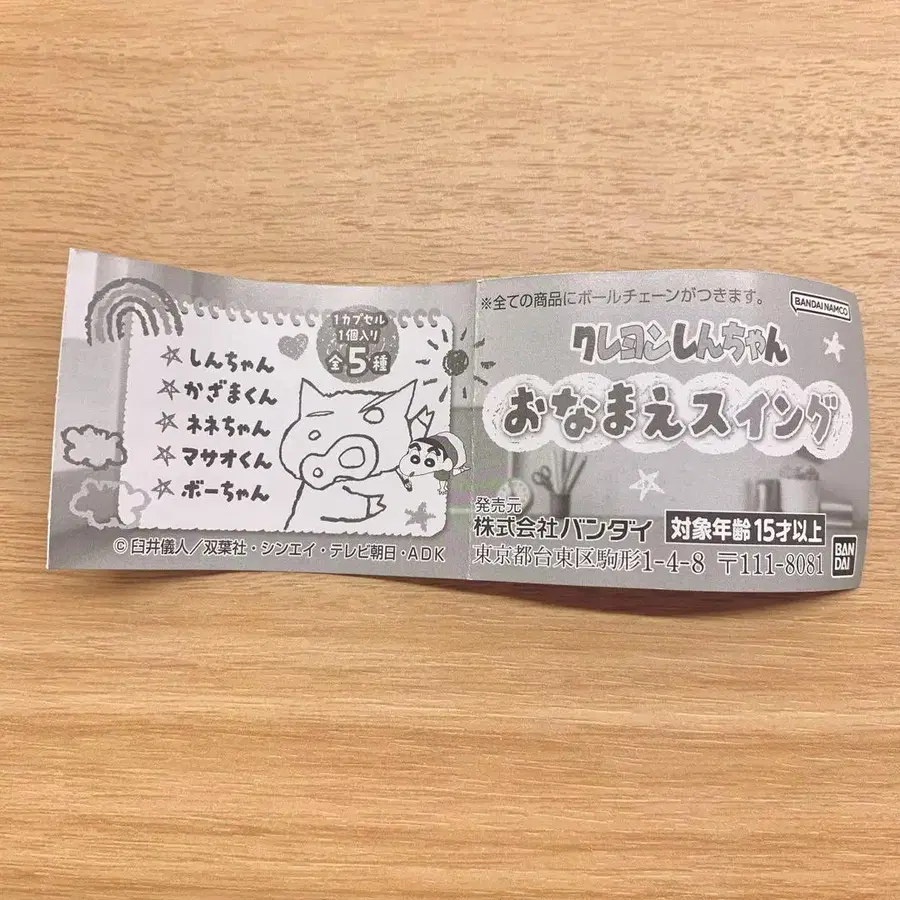 1カプセル
1個入り
全5種
☆しんちゃん
☆かざまくん
☆ネネちゃん
☆マサオくん
☆ボーちゃん
©臼井儀人／双葉社・シンエイ・テレビ朝日・ADK
※全ての商品にボールチェーンがつきます。
BANDAI NAMCO
クレヨンしんちゃん
おなまえスイング
発売元
株式会社バンダイ
対象年齢15才以上
東京都台東区駒形1-4-8 〒111-8081
BAN
DAI